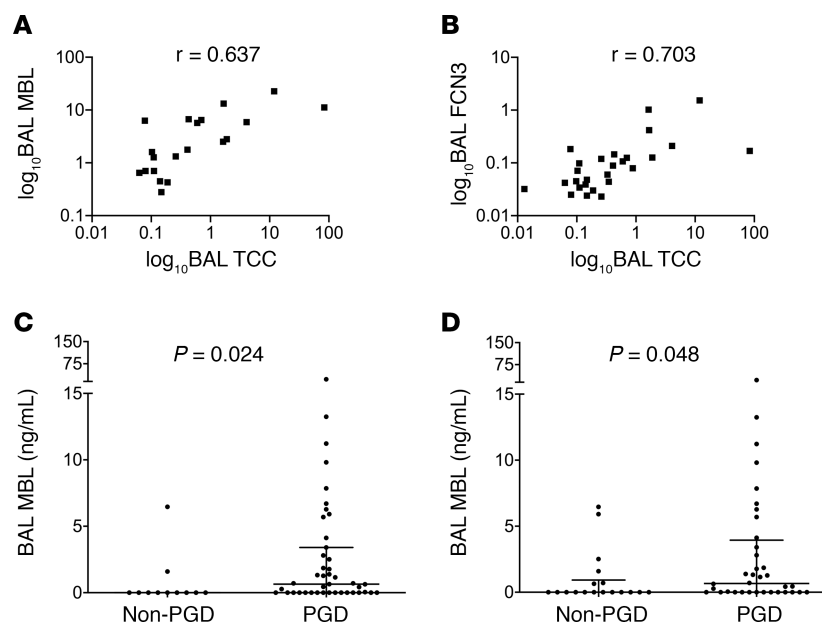 A
r = 0.637
100
10
1
0.1
0.01
0.1
1
10
100
log10BAL MBL
log10BAL TCC
B
r = 0.703
10
1
0.1
0.01
0.01
0.1
1
10
100
log10BAL FCN3
log10BAL TCC
C
P = 0.024
150
75
15
10
5
0
BAL MBL (ng/mL)
Non-PGD
PGD
D
P = 0.048
150
75
15
10
5
0
BAL MBL (ng/mL)
Non-PGD
PGD